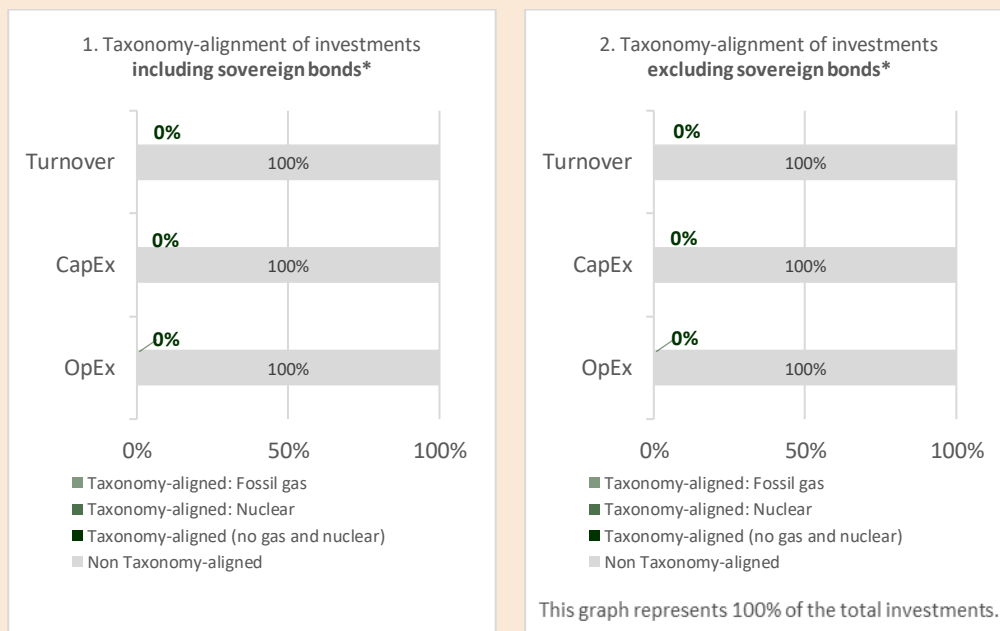 1. Taxonomy-alignment of investments
including sovereign bonds*
0%
Turnover
100%
0%
CapEx
100%
0%
OpEx
100%
0%
50%
100%
Taxonomy-aligned: Fossil gas
Taxonomy-aligned: Nuclear
Taxonomy-aligned (no gas and nuclear)
Non Taxonomy-aligned
2. Taxonomy-alignment of investments
excluding sovereign bonds*
0%
Turnover
100%
0%
CapEx
100%
0%
OpEx
100%
0%
50%
100%
Taxonomy-aligned: Fossil gas
Taxonomy-aligned: Nuclear
Taxonomy-aligned (no gas and nuclear)
Non Taxonomy-aligned
This graph represents 100% of the total investments.